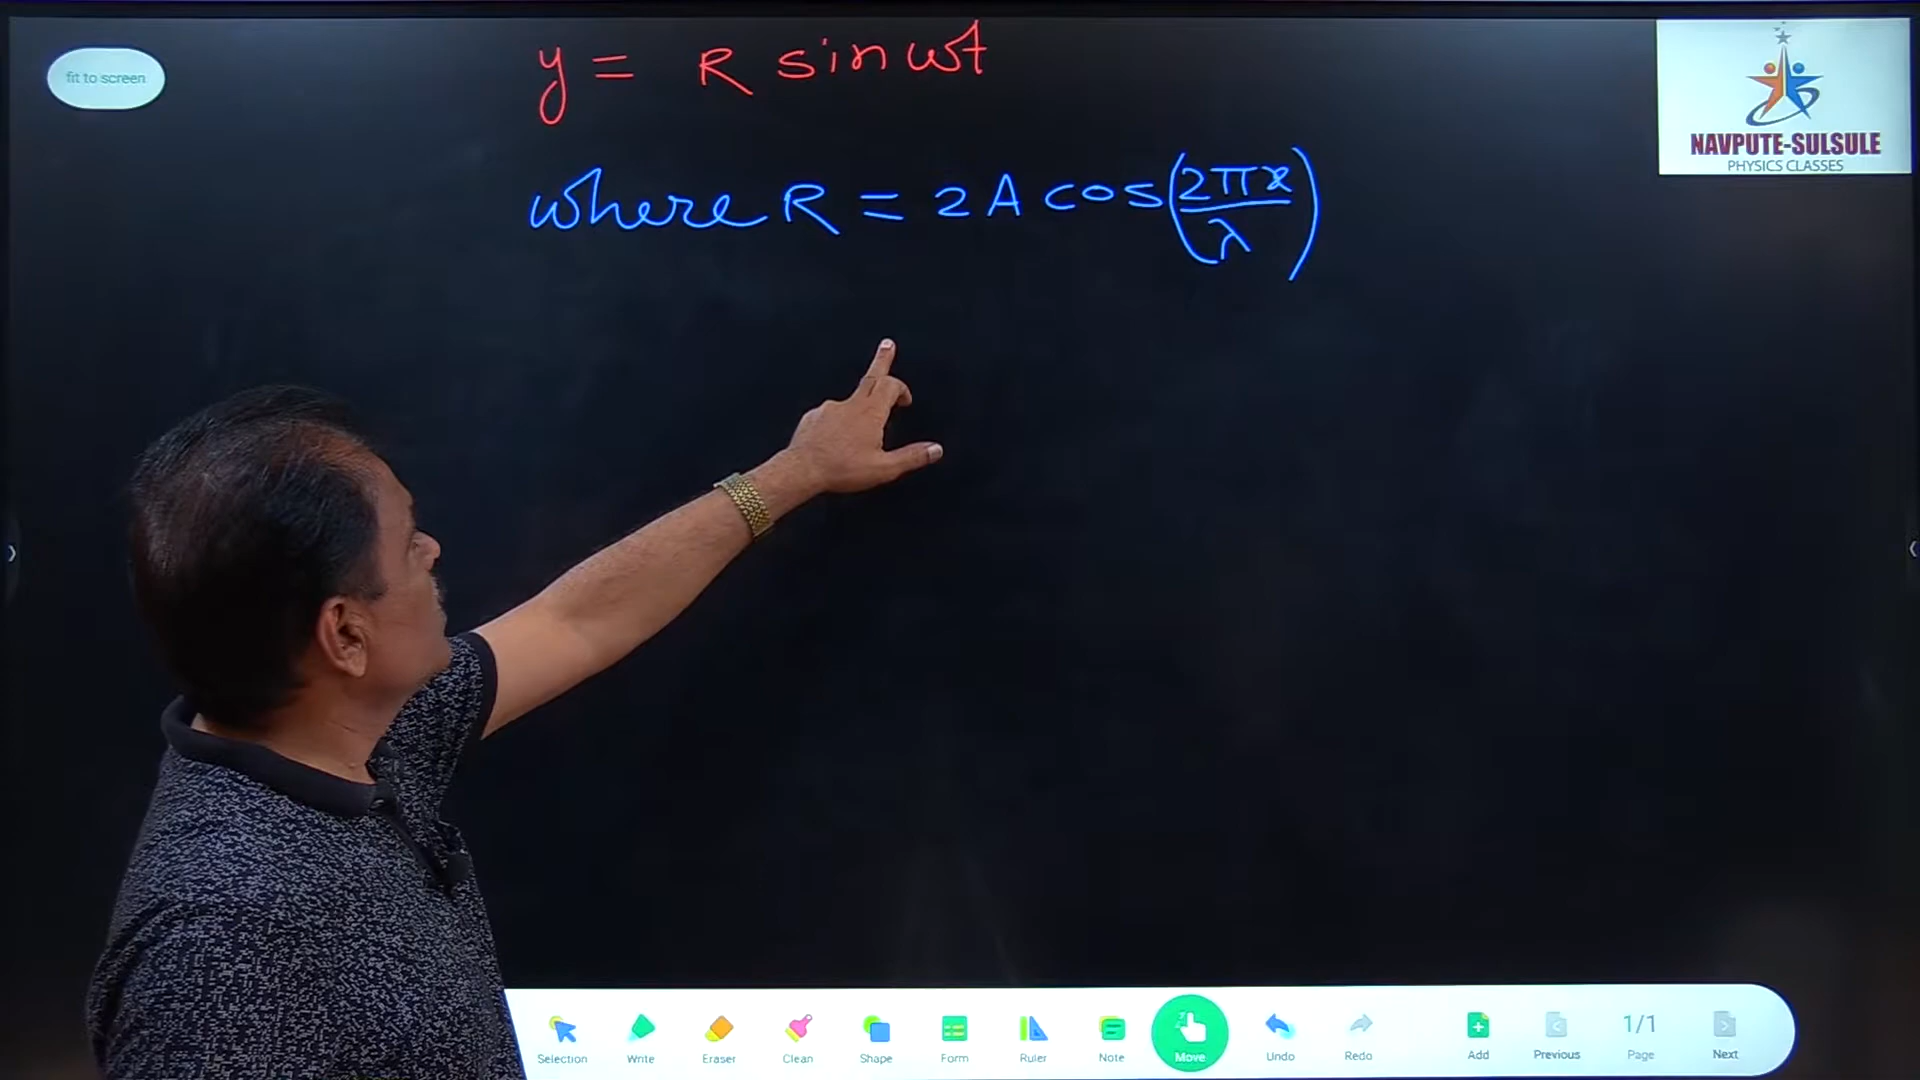 fit to screen
y = R sin ωt
NAVPUTE-SULSULE
PHYSICS CLASSES
where R = 2A cos(2πx/λ)
Selection Write Eraser Clean Shape Form Ruler Note Move Undo Redo Add Previous 1/1 Page Next